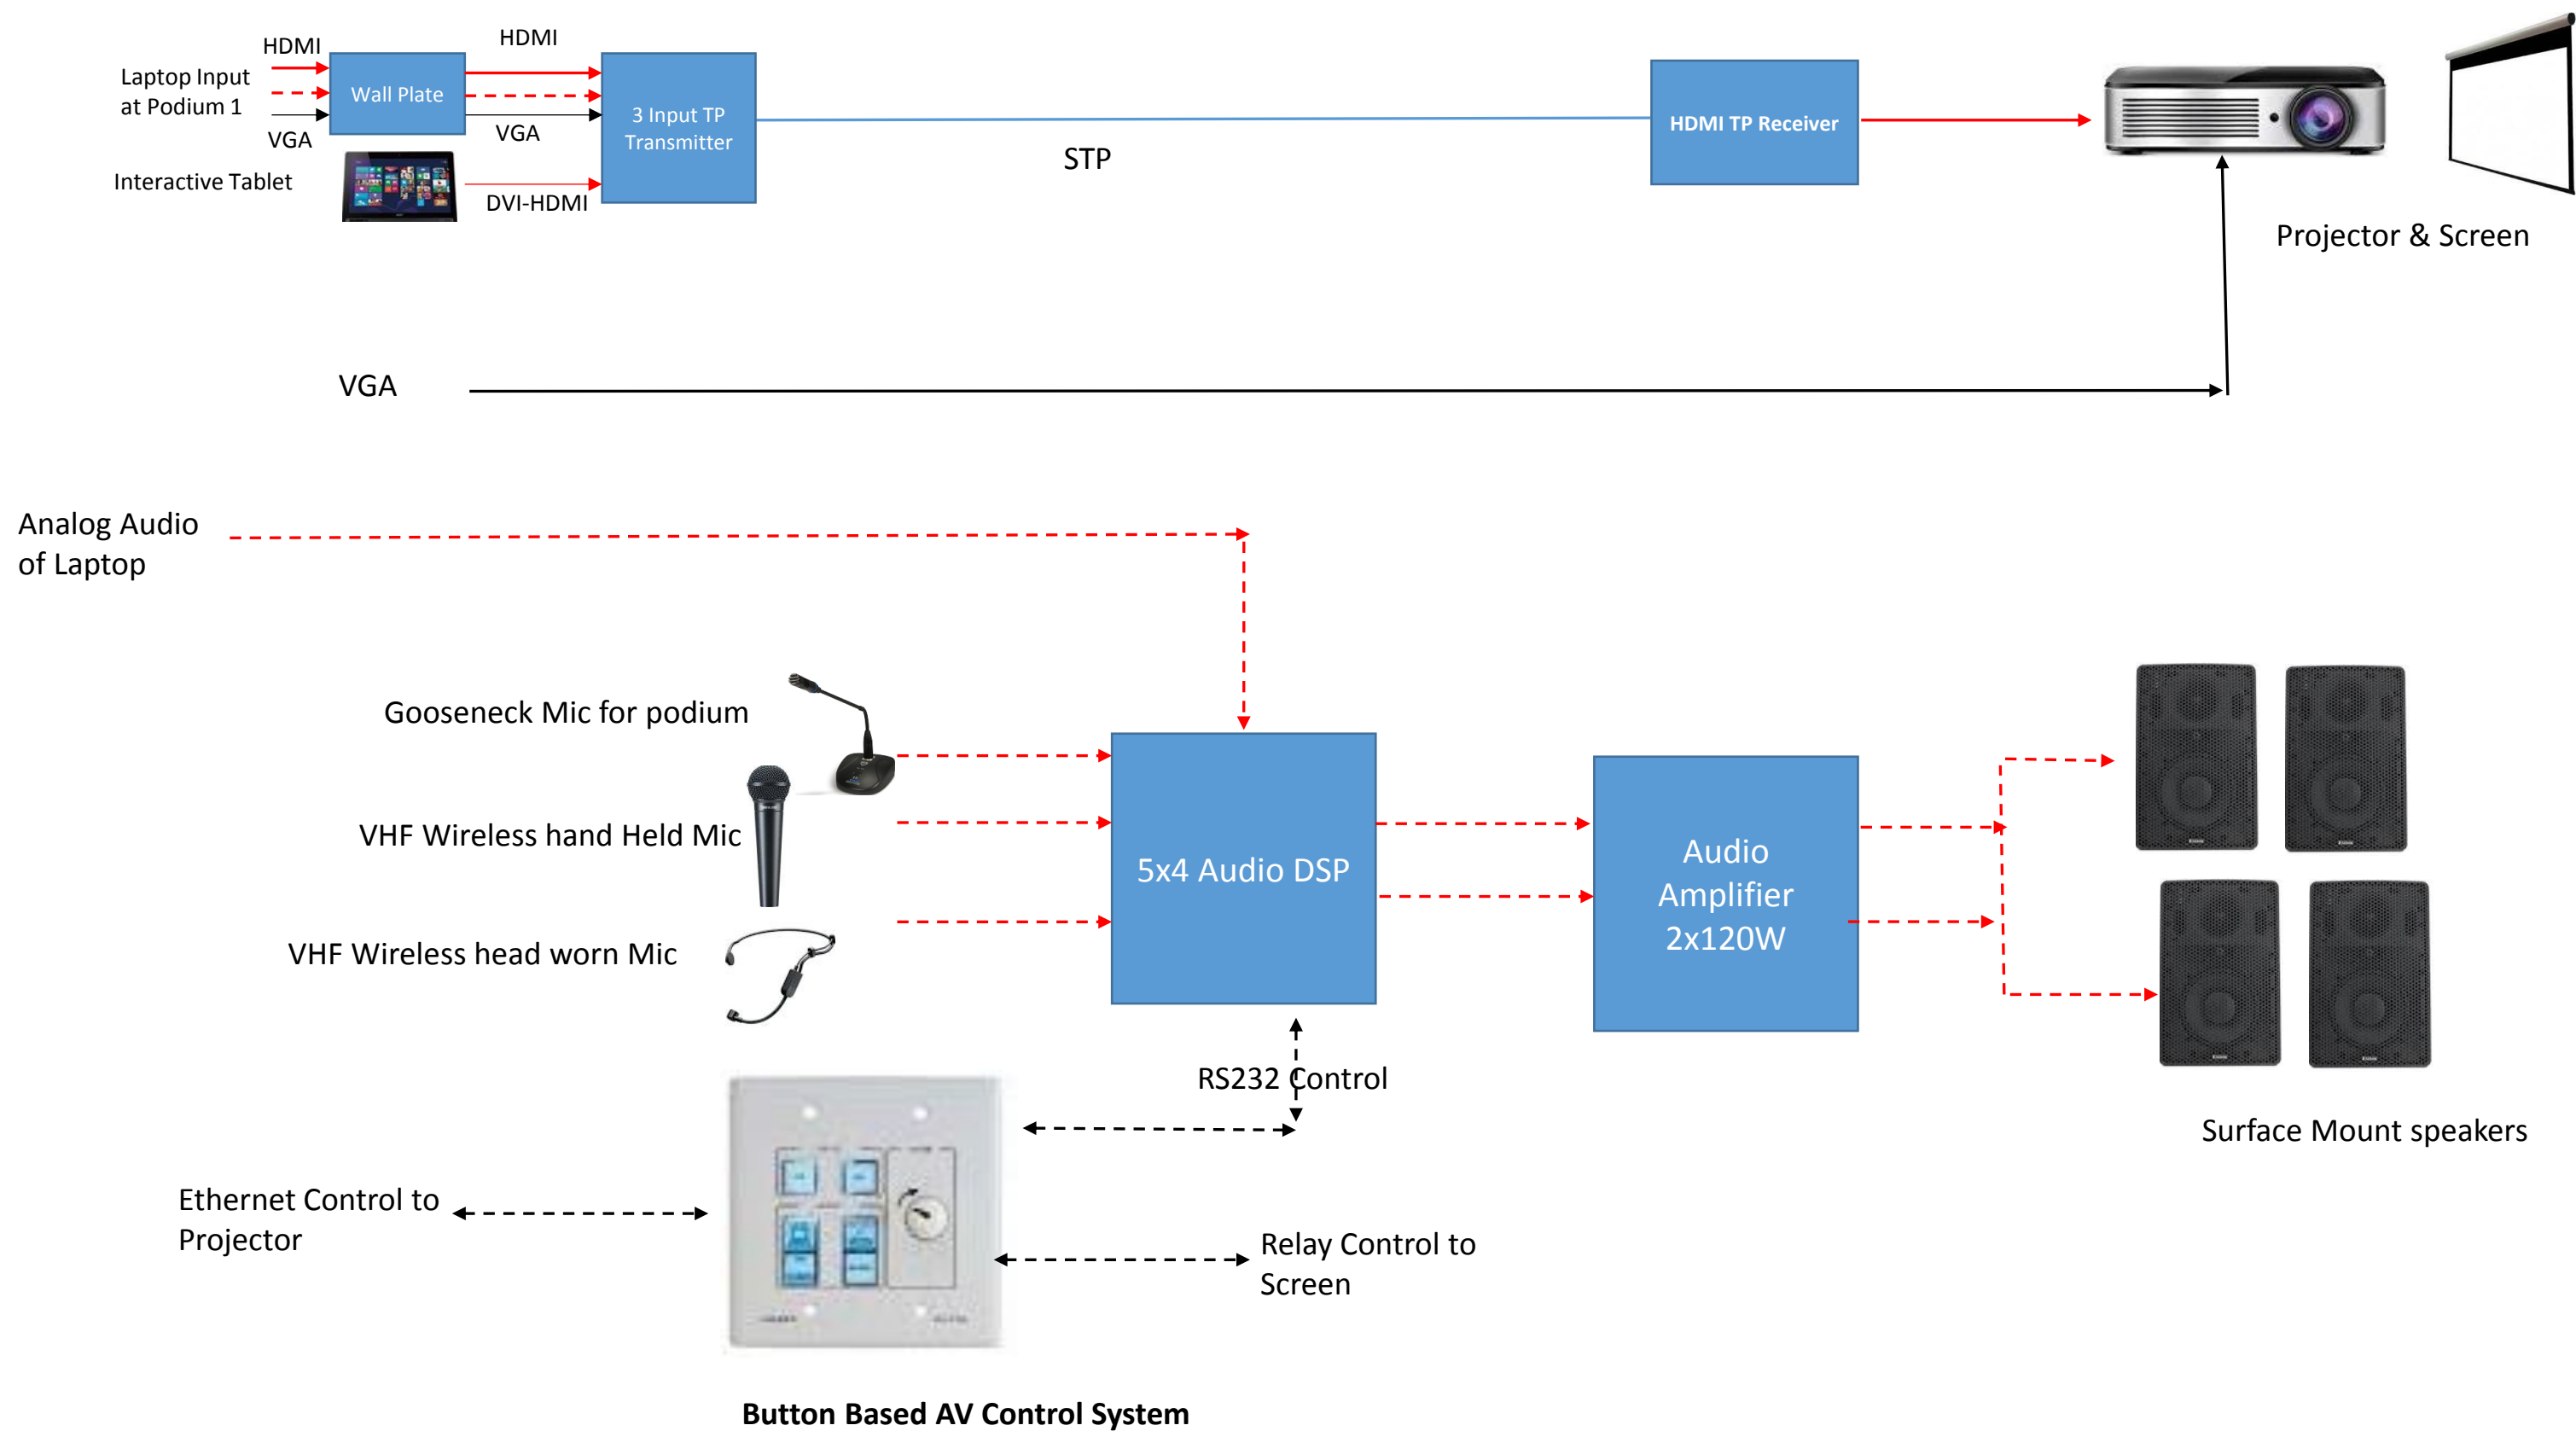 HDMI
HDMI
Laptop Input
at Podium 1
Wall Plate
3 Input TP
Transmitter
VGA
VGA
HDMI TP Receiver
STP
Interactive Tablet
DVI-HDMI
Projector & Screen
VGA
Analog Audio
of Laptop
Gooseneck Mic for podium
VHF Wireless hand Held Mic
5x4 Audio DSP
Audio
Amplifier
2x120W
VHF Wireless head worn Mic
RS232 Control
Surface Mount speakers
Ethernet Control to
Projector
Relay Control to
Screen
Button Based AV Control System